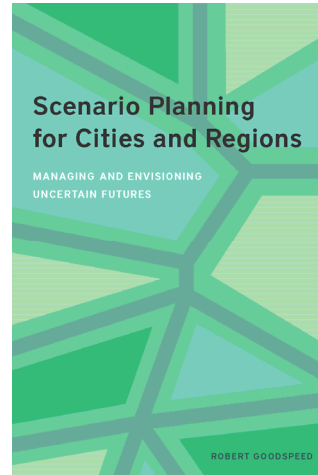 Scenario Planning
for Cities and Regions
MANAGING AND ENVISIONING
UNCERTAIN FUTURES
ROBERT GOODSPEED